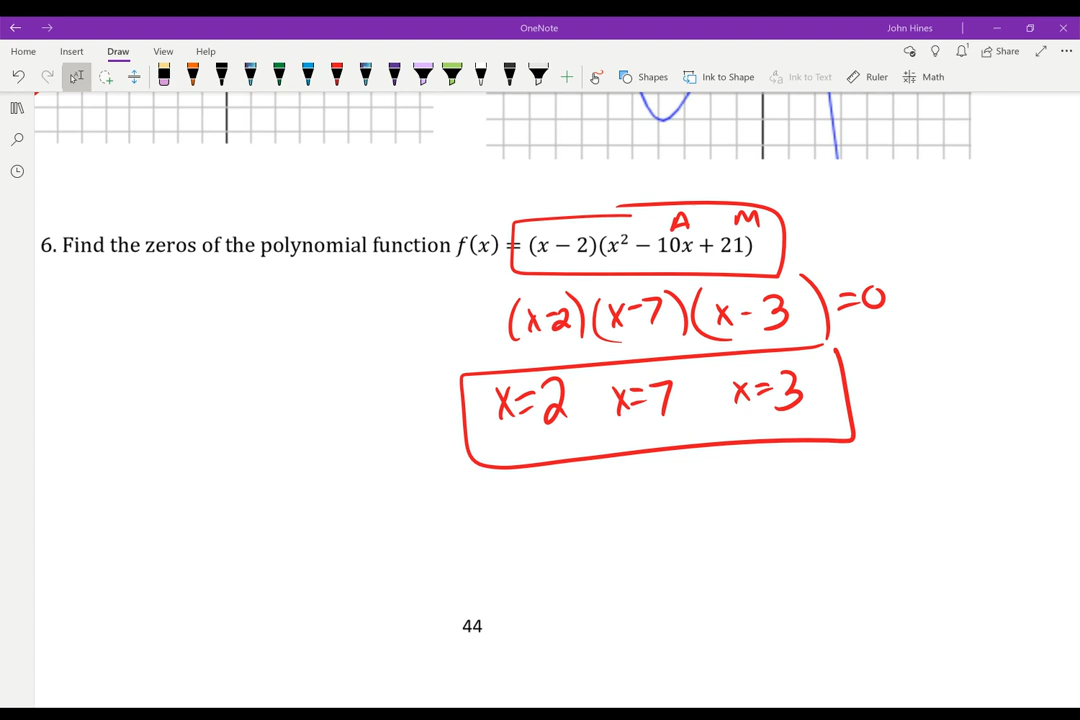 OneNote
John Hines
Home Insert Draw View Help
Share
Shapes Ink to Shape Ink to Text Ruler Math
A M
6. Find the zeros of the polynomial function f(x) = (x − 2)(x² − 10x + 21)
(x-2)(x-7)(x-3)=0
x=2 x=7 x=3
44